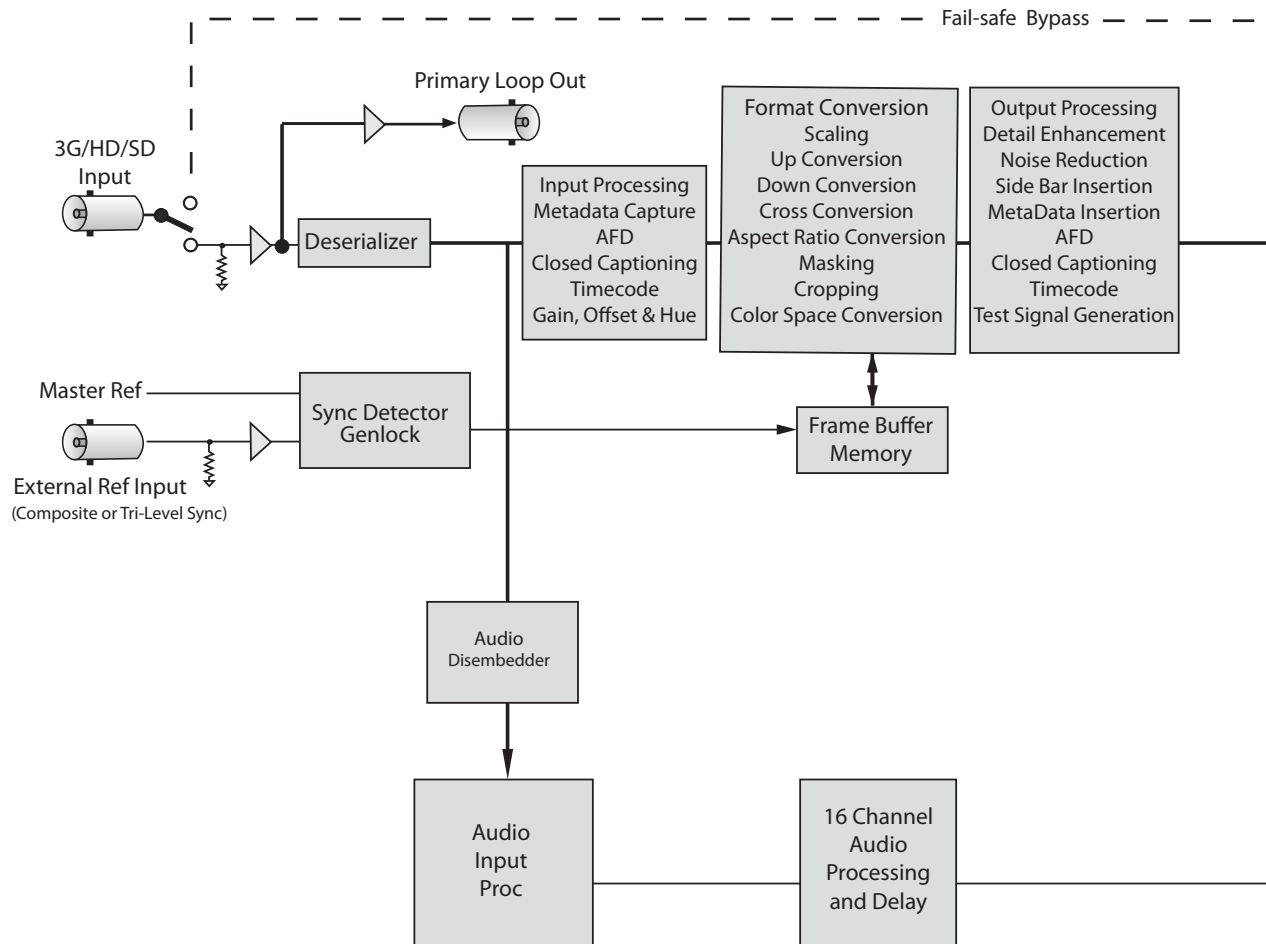 Fail-safe Bypass
Primary Loop Out
3G/HD/SD
Input
Deserializer
Input Processing
Metadata Capture
AFD
Closed Captioning
Timecode
Gain, Offset & Hue
Format Conversion
Scaling
Up Conversion
Down Conversion
Cross Conversion
Aspect Ratio Conversion
Masking
Cropping
Color Space Conversion
Output Processing
Detail Enhancement
Noise Reduction
Side Bar Insertion
MetaData Insertion
AFD
Closed Captioning
Timecode
Test Signal Generation
Master Ref
External Ref Input
(Composite or Tri-Level Sync)
Sync Detector
Genlock
Frame Buffer
Memory
Audio
Disembedder
Audio
Input
Proc
16 Channel
Audio
Processing
and Delay